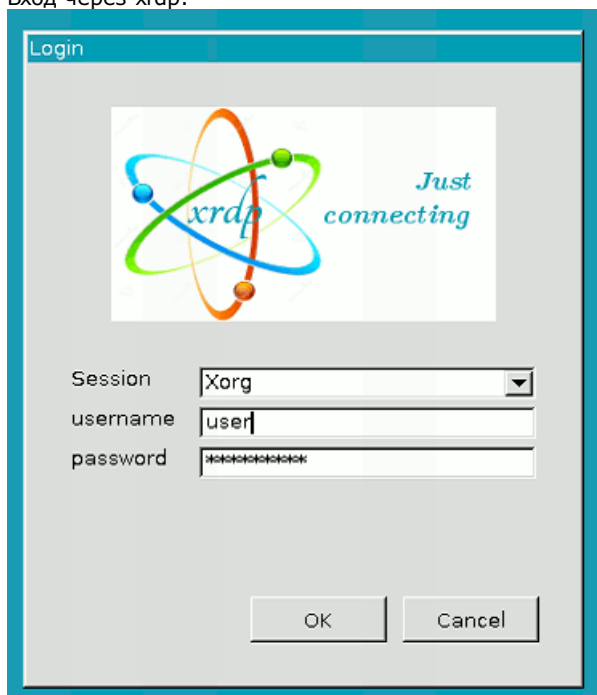 Вход через xrdp:
Login
xrdp
Just
connecting
Session Xorg
username user
password ***********
OK Cancel